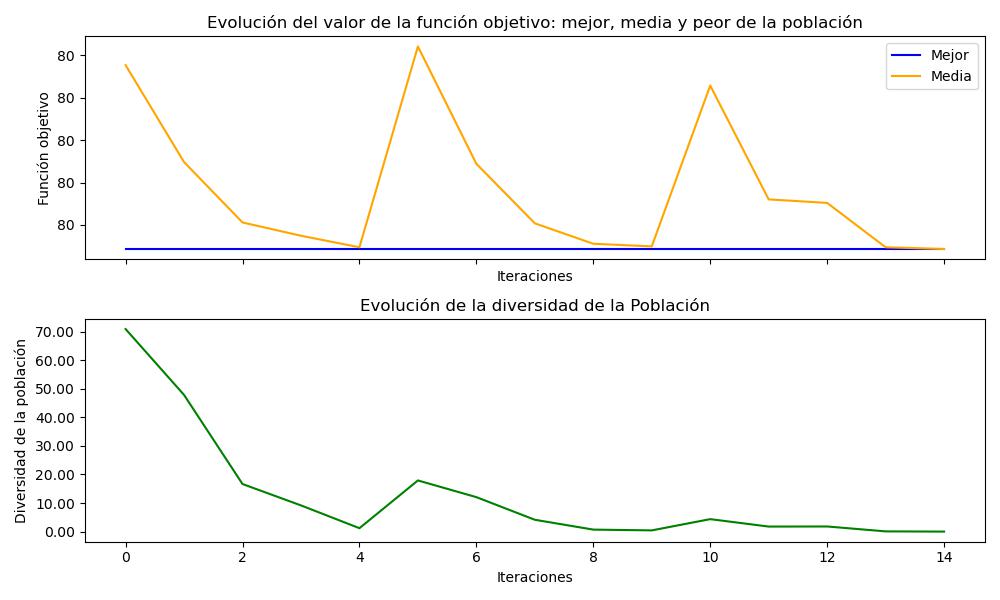 Evolución del valor de la función objetivo: mejor, media y peor de la población
Función objetivo
80
80
80
80
80
Mejor
Media
Iteraciones
Evolución de la diversidad de la Población
Diversidad de la población
70.00
60.00
50.00
40.00
30.00
20.00
10.00
0.00
0 2 4 6 8 10 12 14
Iteraciones